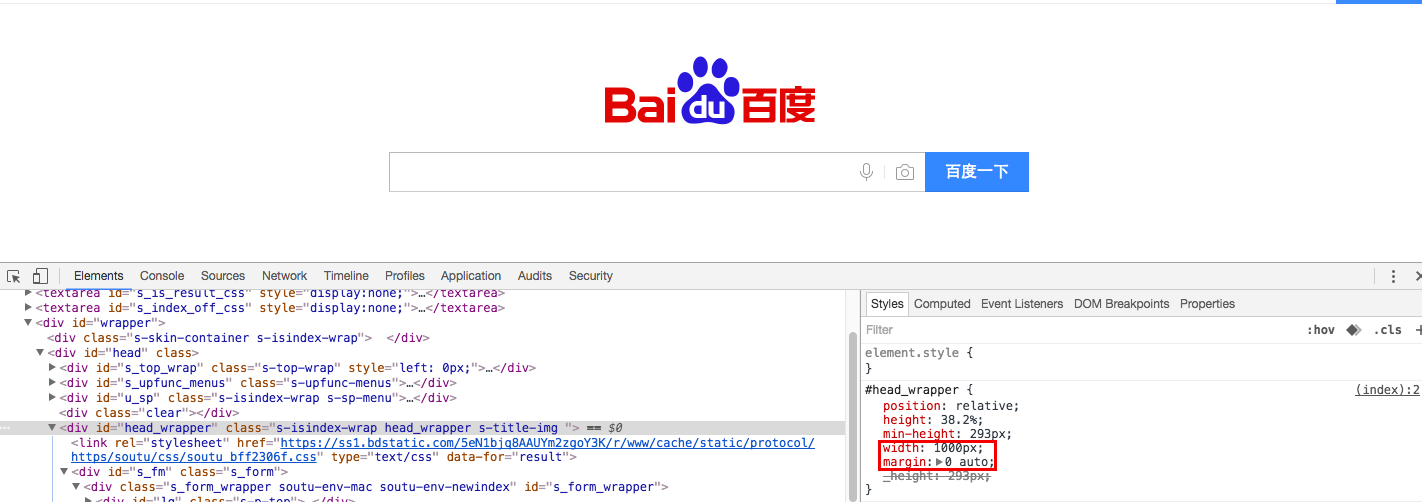 Baidu百度
百度一下
Elements Console Sources Network Timeline Profiles Application Audits Security
<textarea id="s_is_result_css" style="display:none;">…</textarea>
<textarea id="s_index_off_css" style="display:none;">…</textarea>
<div id="wrapper">
<div class="s-skin-container s-isindex-wrap">  </div>
<div id="head" class>
<div id="s_top_wrap" class="s-top-wrap" style="left: 0px;">…</div>
<div id="s_upfunc_menus" class="s-upfunc-menus">…</div>
<div id="u_sp" class="s-isindex-wrap s-sp-menu">…</div>
<div class="clear"></div>
<div id="head_wrapper" class="s-isindex-wrap head_wrapper s-title-img "> == $0
<link rel="stylesheet" href="https://ss1.bdstatic.com/5eN1bjq8AAUYm2zgoY3K/r/www/cache/static/protocol/
https/soutu/css/soutu_bff2306f.css" type="text/css" data-for="result">
<div id="s_fm" class="s_form">
<div class="s_form_wrapper soutu-env-mac soutu-env-newindex" id="s_form_wrapper">
<div id="lg" class="s-p-top">…</div>
Styles Computed Event Listeners DOM Breakpoints Properties
Filter :hov .cls +
element.style {
}
#head_wrapper { (index):2
position: relative;
height: 38.2%;
min-height: 293px;
width: 1000px;
margin: 0 auto;
_height: 293px;
}